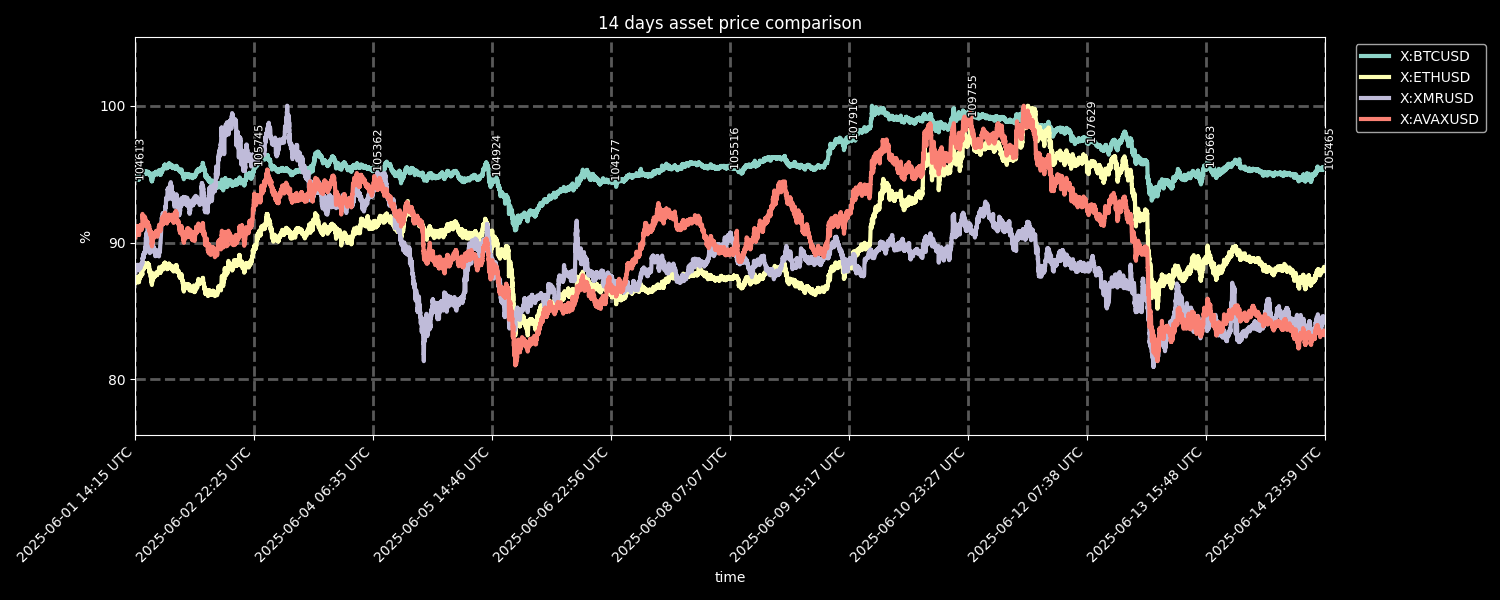 14 days asset price comparison
X:BTCUSD
X:ETHUSD
X:XMRUSD
X:AVAXUSD
100
90
80
%
104613
105745
105362
104924
104577
105516
107916
109755
107629
105663
105465
2025-06-01 14:15 UTC
2025-06-02 22:25 UTC
2025-06-04 06:35 UTC
2025-06-05 14:46 UTC
2025-06-06 22:56 UTC
2025-06-08 07:07 UTC
2025-06-09 15:17 UTC
2025-06-10 23:27 UTC
2025-06-12 07:38 UTC
2025-06-13 15:48 UTC
2025-06-14 23:59 UTC
time